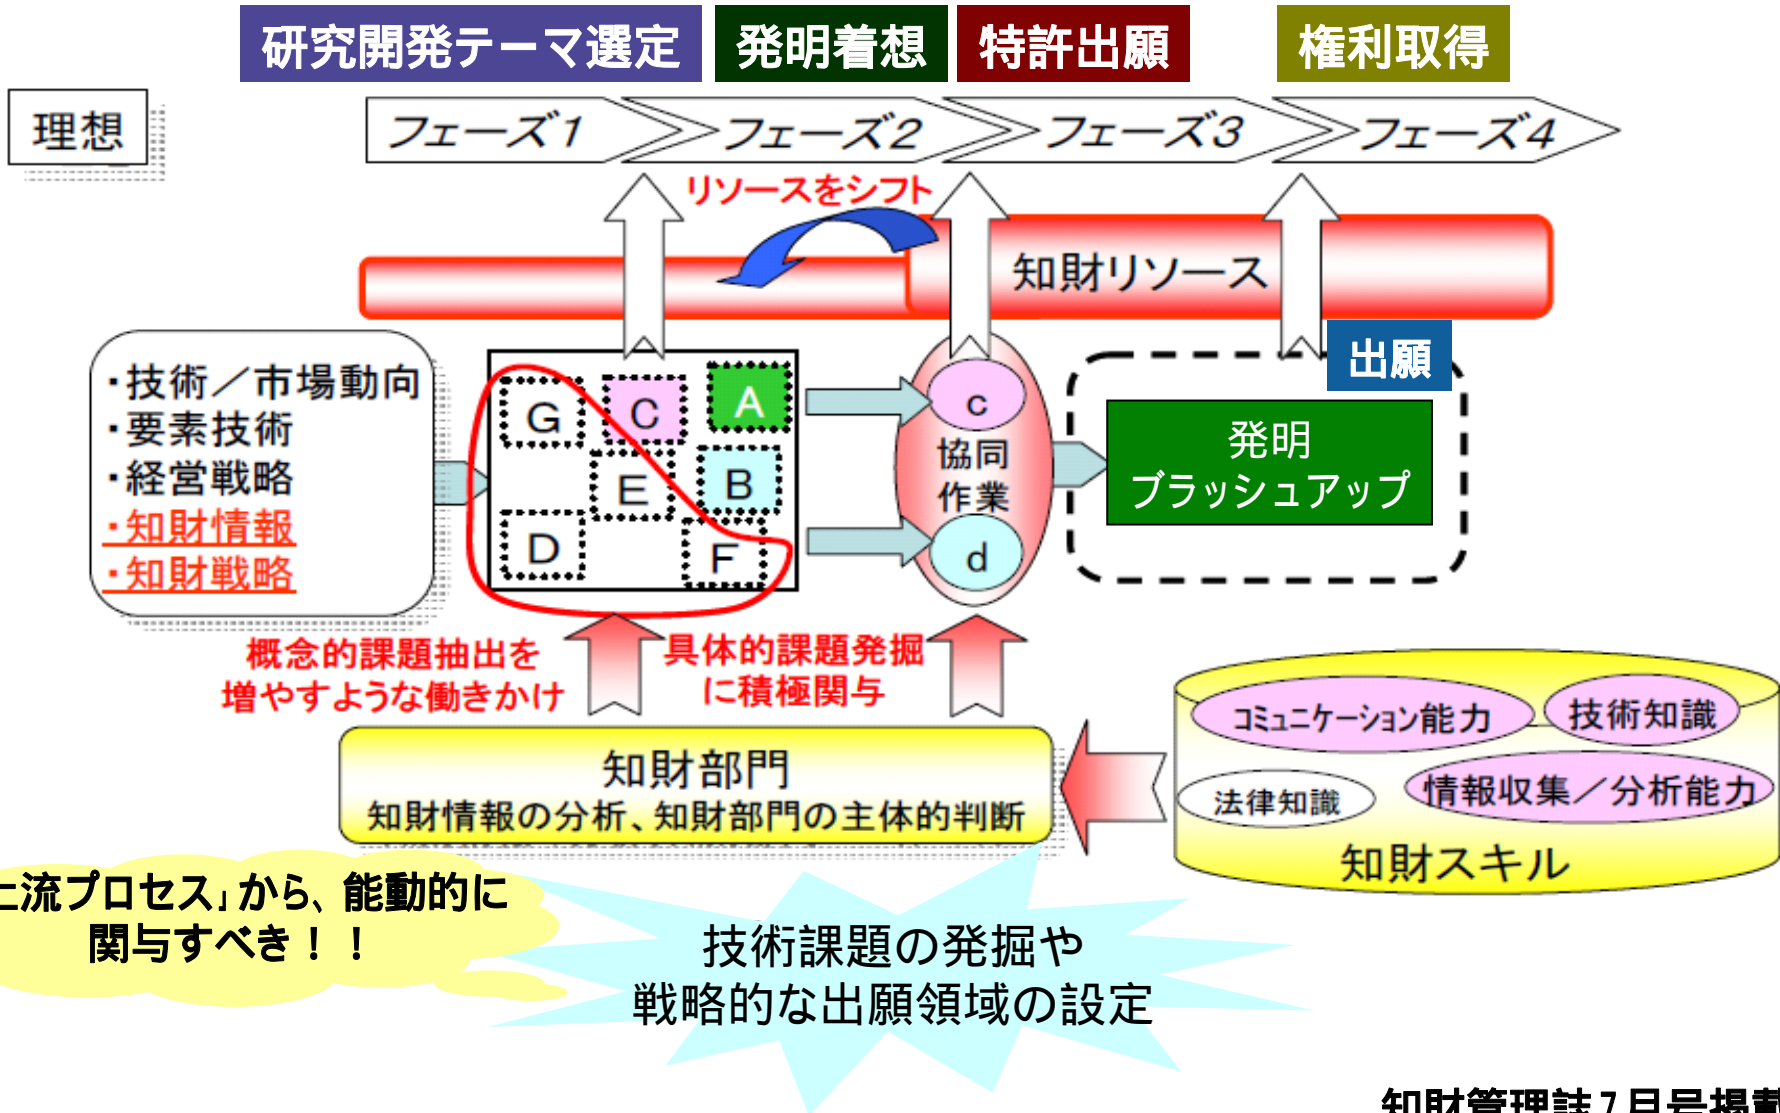 研究開発テーマ選定
発明着想
特許出願
権利取得
理想
フェーズ1
フェーズ2
フェーズ3
フェーズ4
リソースをシフト
知財リソース
・技術／市場動向
・要素技術
・経営戦略
・知財情報
・知財戦略
G
C
A
E
B
D
F
c
協同
作業
d
出願
発明
ブラッシュアップ
概念的課題抽出を
増やすような働きかけ
具体的課題発掘
に積極関与
知財部門
知財情報の分析、知財部門の主体的判断
コミュニケーション能力
技術知識
法律知識
情報収集／分析能力
知財スキル
上流プロセス」から、能動的に
関与すべき！！
技術課題の発掘や
戦略的な出願領域の設定
知財管理誌７月号掲載